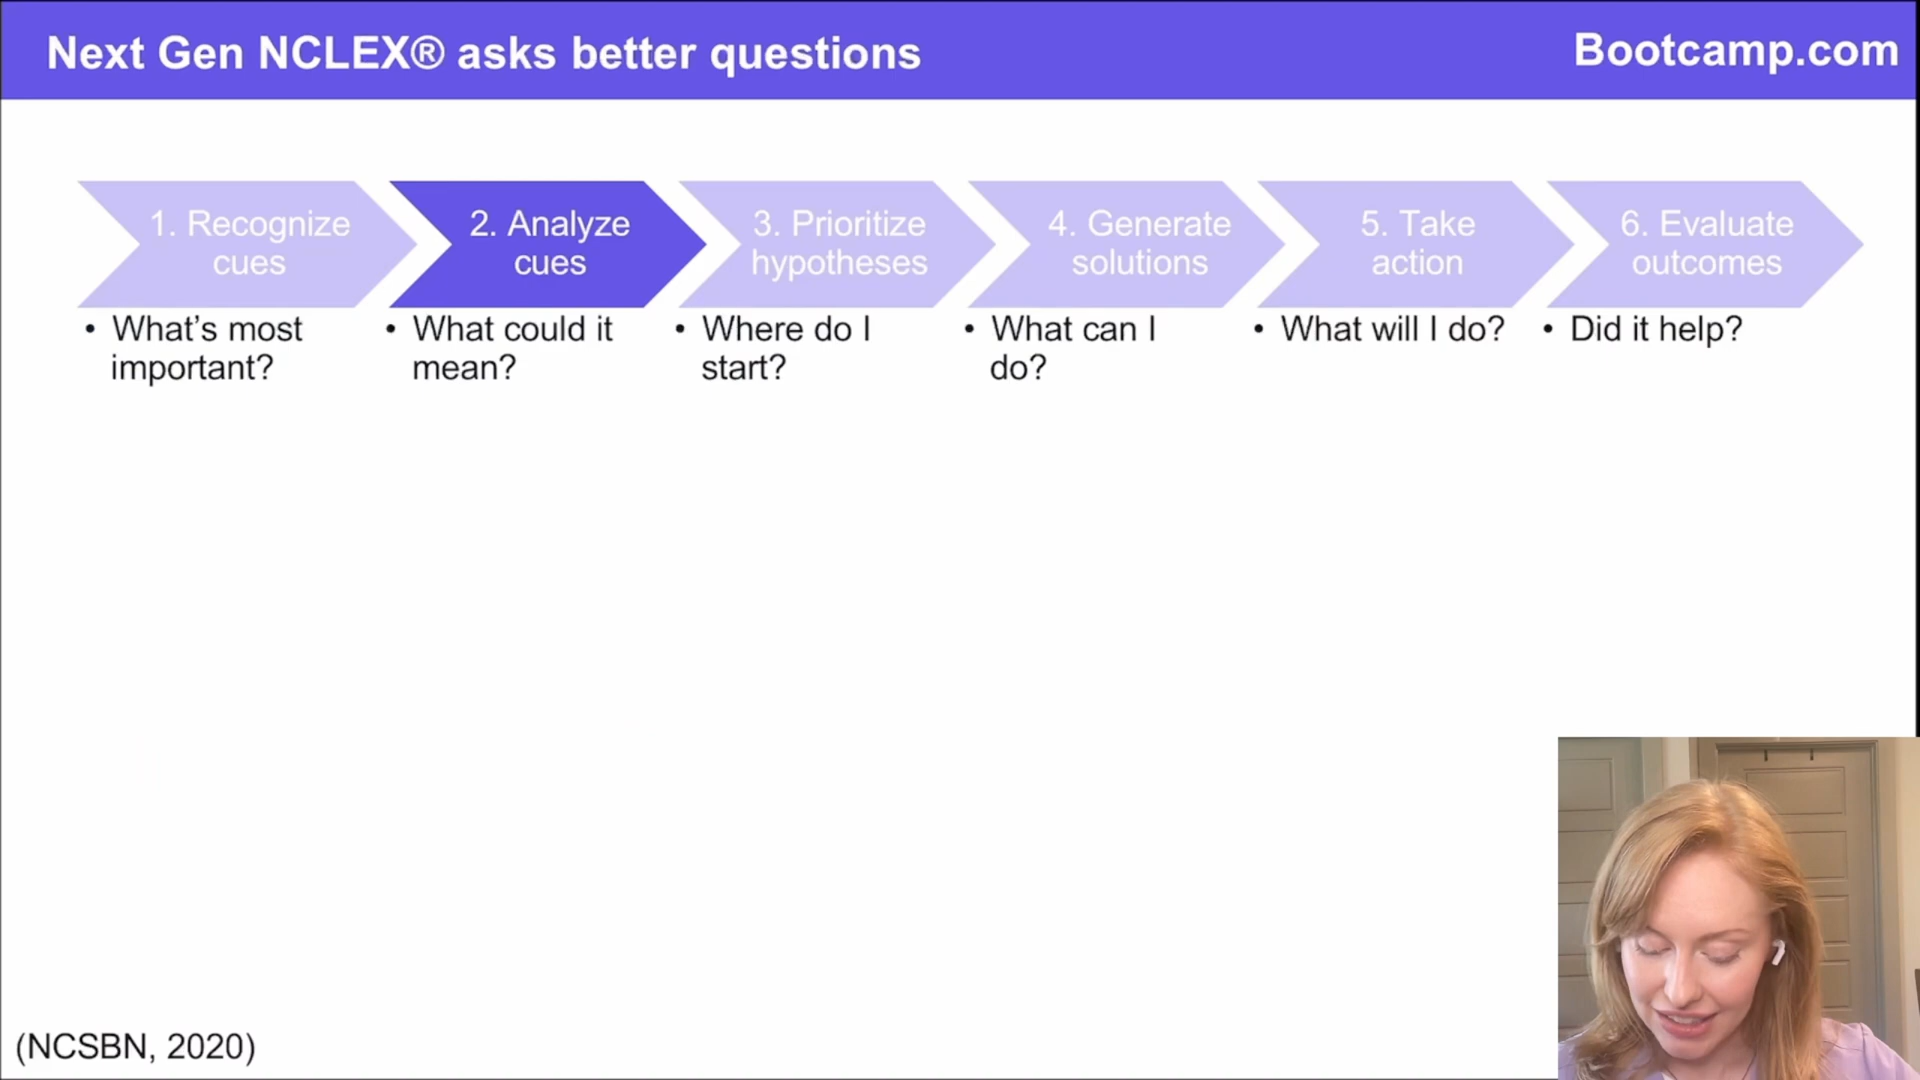 Next Gen NCLEX® asks better questions
Bootcamp.com
1. Recognize
cues
2. Analyze
cues
3. Prioritize
hypotheses
4. Generate
solutions
5. Take
action
6. Evaluate
outcomes
• What’s most
important?
• What could it
mean?
• Where do I
start?
• What can I
do?
• What will I do?
• Did it help?
(NCSBN, 2020)